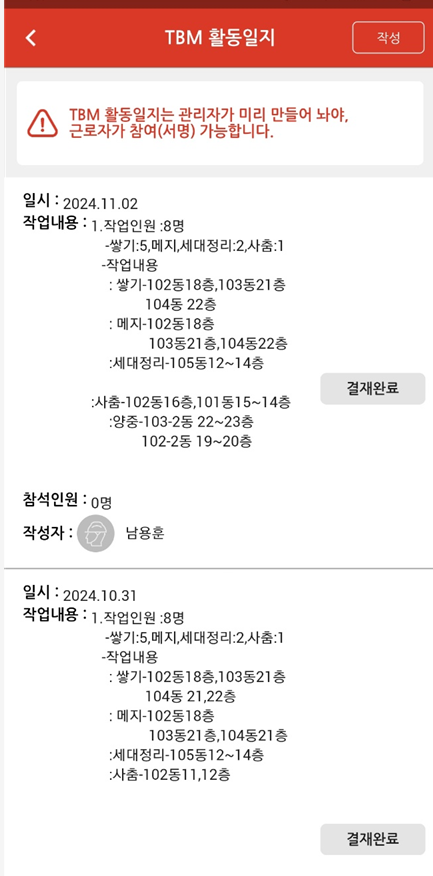 TBM 활동일지
작성
TBM 활동일지는 관리자가 미리 만들어 놔야,
근로자가 참여(서명) 가능합니다.
일시 : 2024.11.02
작업내용 : 1.작업인원 :8명
-쌓기:5,메지,세대정리:2,사춤:1
-작업내용
: 쌓기-102동18층,103동21층
104동 22층
: 메지-102동18층
103동21층,104동22층
:세대정리-105동12~14층
결재완료
:사춤-102동16층,101동15~14층
:양중-103-2동 22~23층
102-2동 19~20층
참석인원 : 0명
작성자 : 남용훈
일시 : 2024.10.31
작업내용 : 1.작업인원 :8명
-쌓기:5,메지,세대정리:2,사춤:1
-작업내용
: 쌓기-102동18층,103동21층
104동 21,22층
: 메지-102동18층
103동21층,104동21층
:세대정리-105동12~14층
:사춤-102동11,12층
결재완료